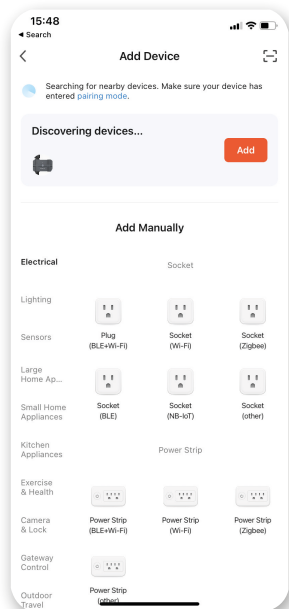 15:48
◀ Search
Add Device
Searching for nearby devices. Make sure your device has
entered pairing mode.
Discovering devices...
Add
Add Manually
Electrical
Socket
Lighting
Plug
(BLE+Wi-Fi)
Socket
(Wi-Fi)
Socket
(Zigbee)
Sensors
Large
Home Ap...
Socket
(BLE)
Socket
(NB-IoT)
Socket
(other)
Small Home
Appliances
Kitchen
Appliances
Power Strip
Exercise
& Health
Power Strip
(BLE+Wi-Fi)
Power Strip
(Wi-Fi)
Power Strip
(Zigbee)
Camera
& Lock
Gateway
Control
Power Strip
(other)
Outdoor
Travel